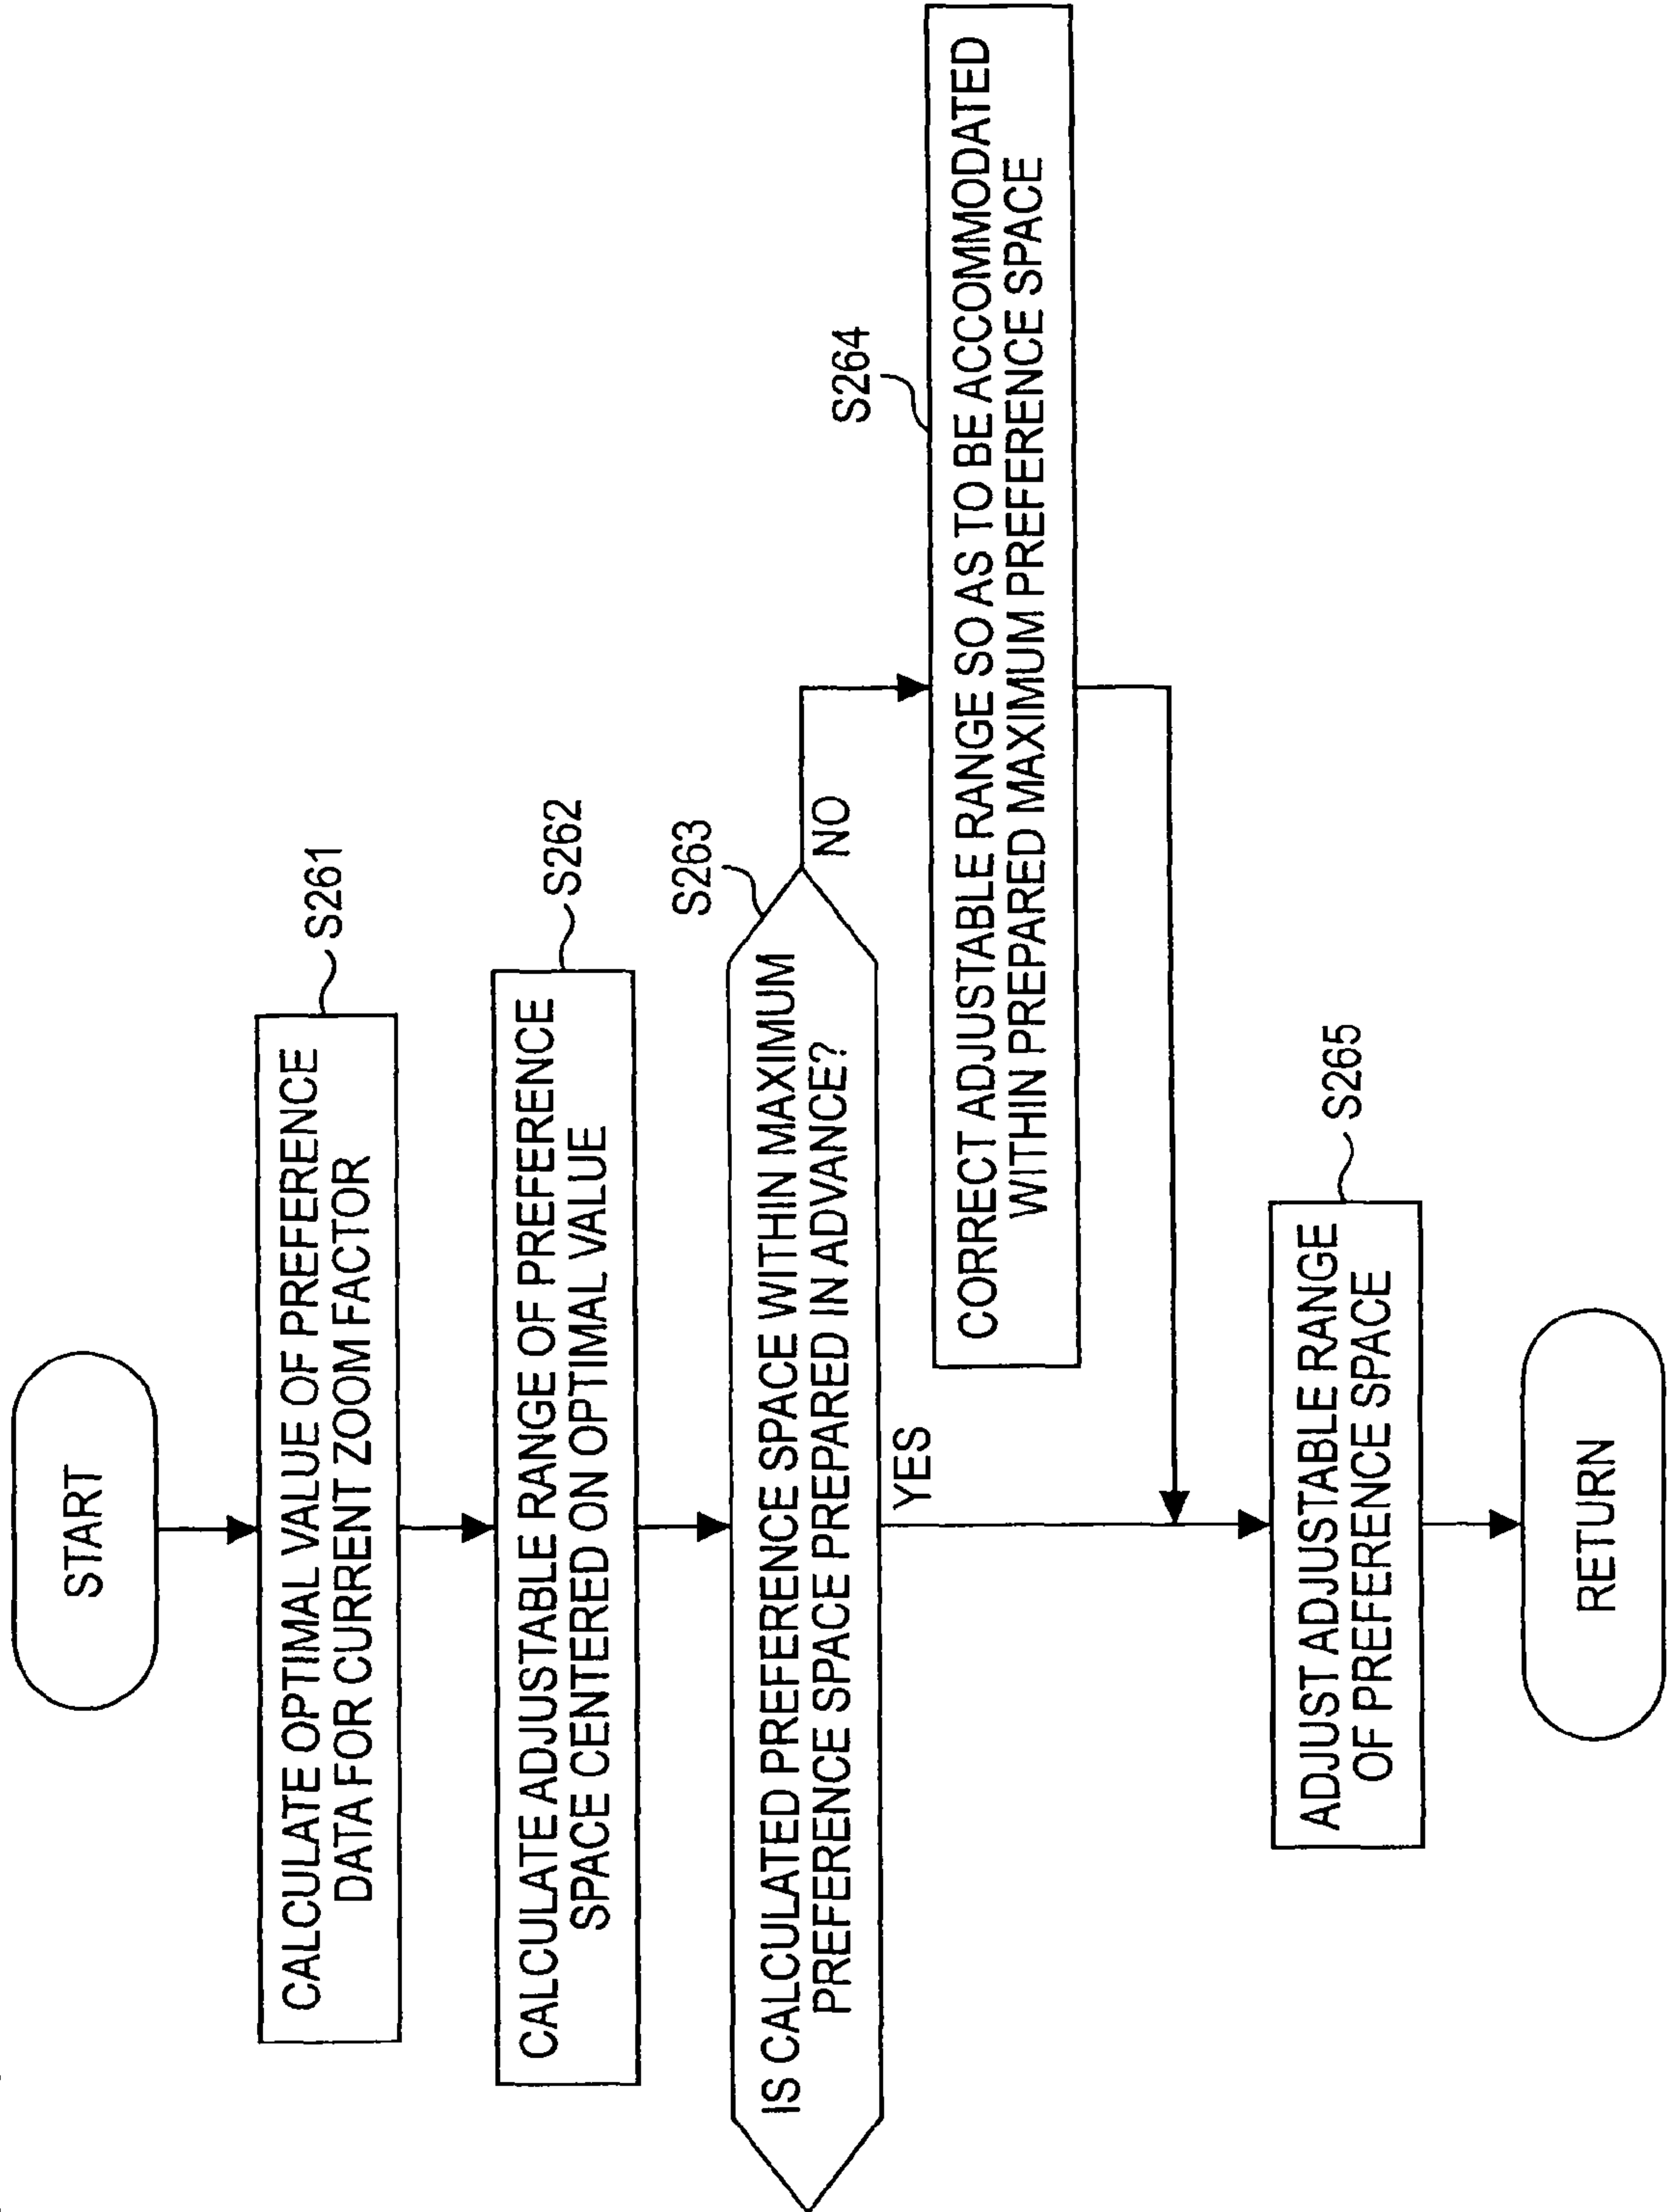 START
CALCULATE OPTIMAL VALUE OF PREFERENCE
DATA FOR CURRENT ZOOM FACTOR
S261
CALCULATE ADJUSTABLE RANGE OF PREFERENCE
SPACE CENTERED ON OPTIMAL VALUE
S262
IS CALCULATED PREFERENCE SPACE WITHIN MAXIMUM
PREFERENCE SPACE PREPARED IN ADVANCE?
S263
NO
YES
S264
CORRECT ADJUSTABLE RANGE SO AS TO BE ACCOMMODATED
WITHIN PREPARED MAXIMUM PREFERENCE SPACE
ADJUST ADJUSTABLE RANGE
OF PREFERENCE SPACE
S265
RETURN